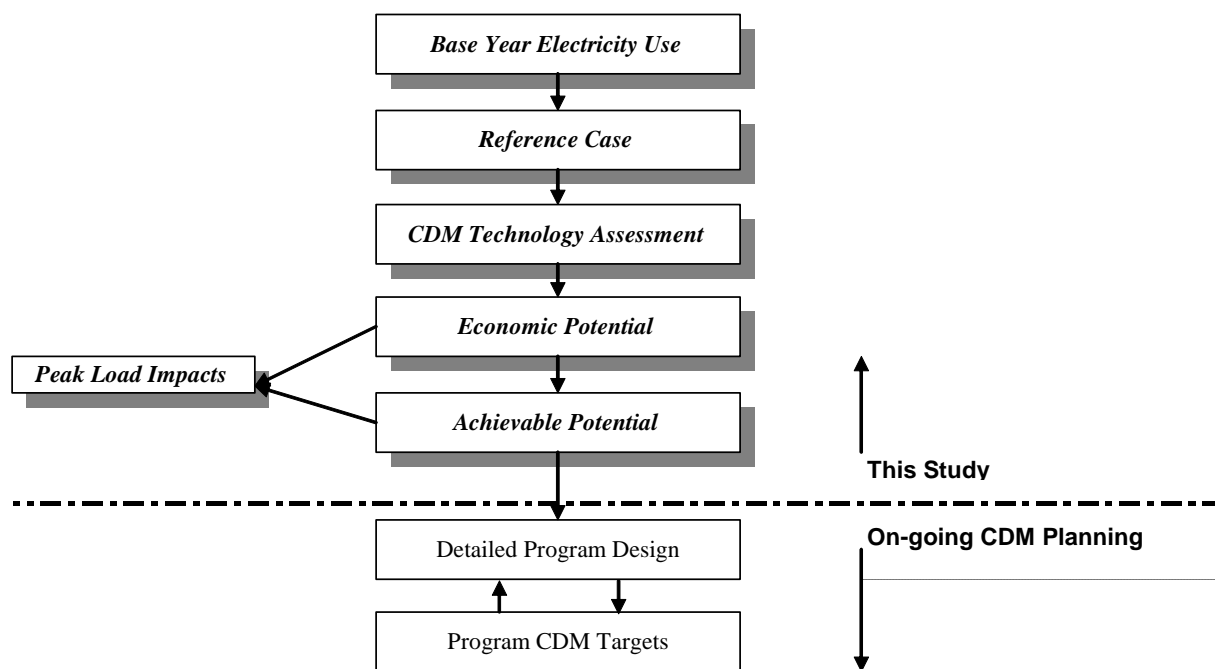 Base Year Electricity Use
Reference Case
CDM Technology Assessment
Economic Potential
Peak Load Impacts
Achievable Potential
This Study
Detailed Program Design
On-going CDM Planning
Program CDM Targets